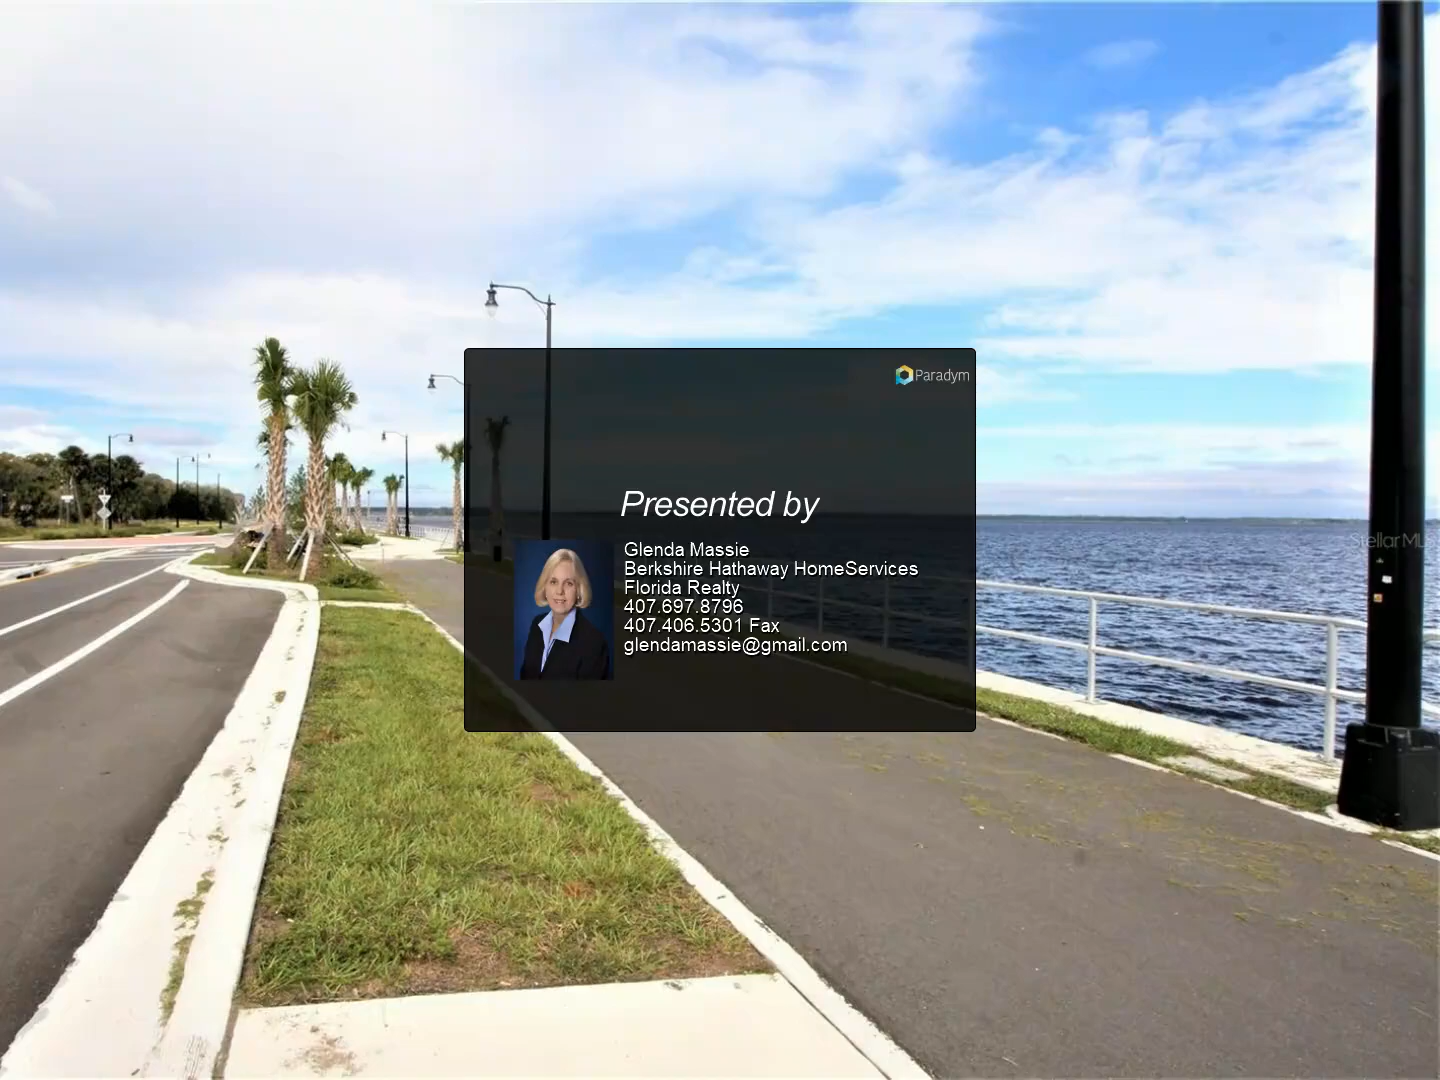 Paradym
Presented by
Glenda Massie
Berkshire Hathaway HomeServices
Florida Realty
407.697.8796
407.406.5301 Fax
glendamassie@gmail.com
StellarMLS